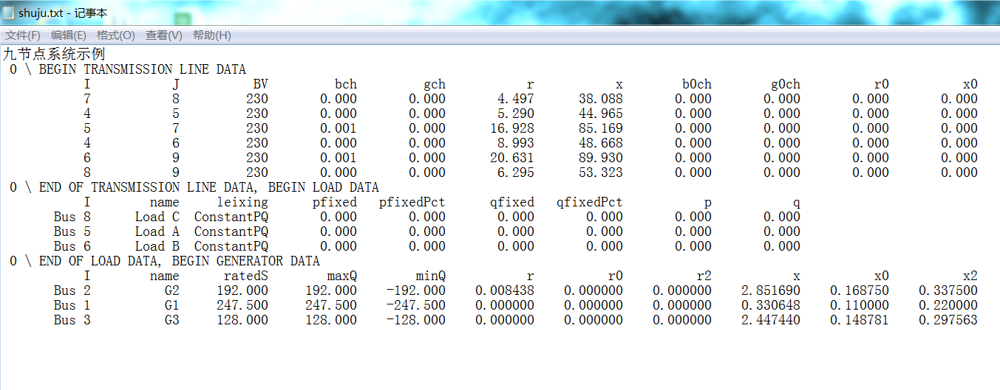 shuju.txt - 记事本
文件(F) 编辑(E) 格式(O) 查看(V) 帮助(H)
九节点系统示例
0 \ BEGIN TRANSMISSION LINE DATA
I J BV bch gch r x b0ch g0ch r0 x0
7 8 230 0.000 0.000 4.497 38.088 0.000 0.000 0.000 0.000
4 5 230 0.000 0.000 5.290 44.965 0.000 0.000 0.000 0.000
5 7 230 0.001 0.000 16.928 85.169 0.000 0.000 0.000 0.000
4 6 230 0.000 0.000 8.993 48.668 0.000 0.000 0.000 0.000
6 9 230 0.001 0.000 20.631 89.930 0.000 0.000 0.000 0.000
8 9 230 0.000 0.000 6.295 53.323 0.000 0.000 0.000 0.000
0 \ END OF TRANSMISSION LINE DATA, BEGIN LOAD DATA
I name leixing pfixed pfixedPct qfixed qfixedPct p q
Bus 8 Load C ConstantPQ 0.000 0.000 0.000 0.000 0.000 0.000
Bus 5 Load A ConstantPQ 0.000 0.000 0.000 0.000 0.000 0.000
Bus 6 Load B ConstantPQ 0.000 0.000 0.000 0.000 0.000 0.000
0 \ END OF LOAD DATA, BEGIN GENERATOR DATA
I name ratedS maxQ minQ r r0 r2 x x0 x2
Bus 2 G2 192.000 192.000 -192.000 0.008438 0.000000 0.000000 2.851690 0.168750 0.337500
Bus 1 G1 247.500 247.500 -247.500 0.000000 0.000000 0.000000 0.330648 0.110000 0.220000
Bus 3 G3 128.000 128.000 -128.000 0.000000 0.000000 0.000000 2.447440 0.148781 0.297563